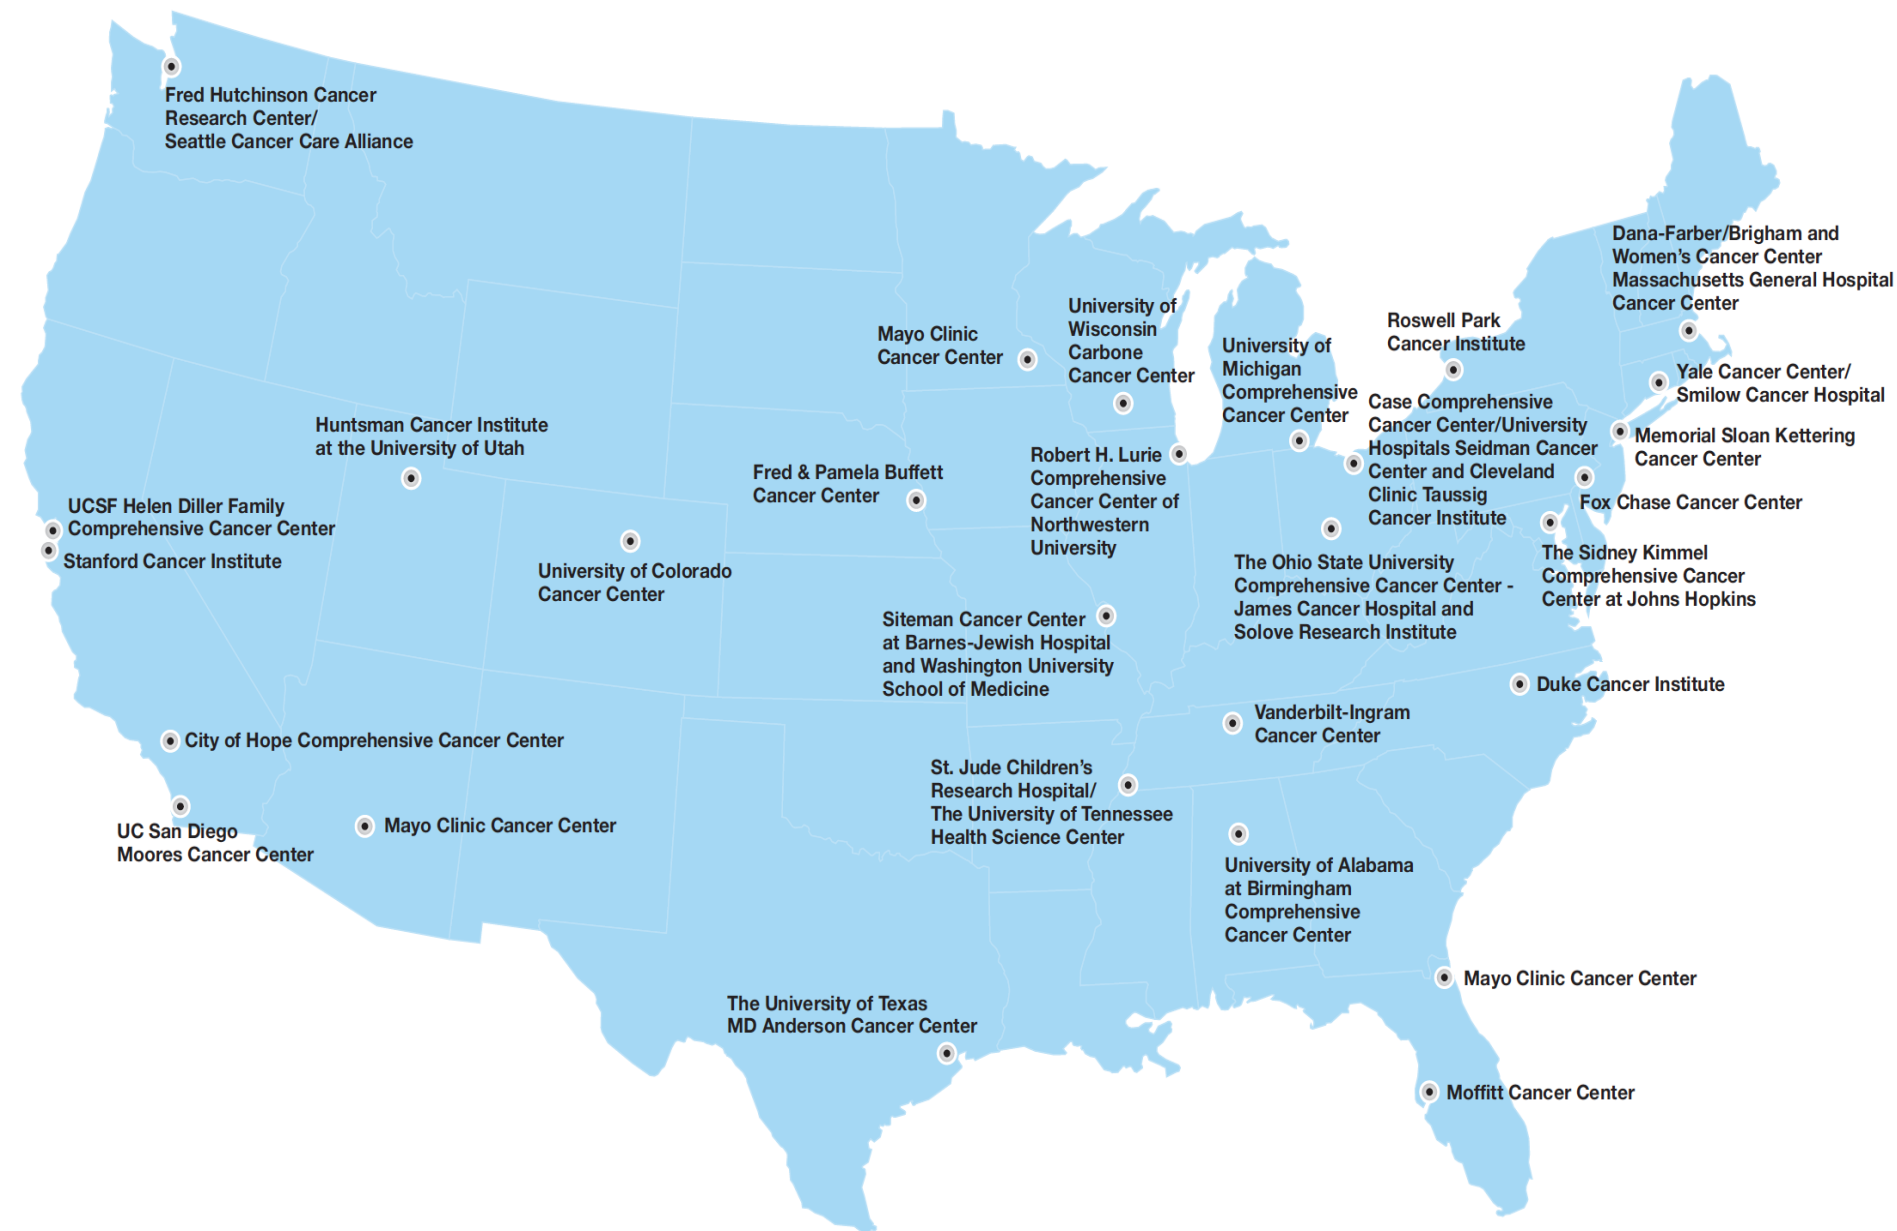 Fred Hutchinson Cancer
Research Center/
Seattle Cancer Care Alliance
Dana-Farber/Brigham and
Women's Cancer Center
Massachusetts General Hospital
Cancer Center
University of
Wisconsin
Carbone
Cancer Center
Mayo Clinic
Cancer Center
University of
Michigan
Comprehensive
Cancer Center
Roswell Park
Cancer Institute
Yale Cancer Center/
Smilow Cancer Hospital
Case Comprehensive
Cancer Center/University
Hospitals Seidman Cancer
Center and Cleveland
Clinic Taussig
Cancer Institute
Memorial Sloan Kettering
Cancer Center
Huntsman Cancer Institute
at the University of Utah
Fred & Pamela Buffett
Cancer Center
Robert H. Lurie
Comprehensive
Cancer Center of
Northwestern
University
Fox Chase Cancer Center
UCSF Helen Diller Family
Comprehensive Cancer Center
Stanford Cancer Institute
University of Colorado
Cancer Center
The Ohio State University
Comprehensive Cancer Center -
James Cancer Hospital and
Solove Research Institute
The Sidney Kimmel
Comprehensive Cancer
Center at Johns Hopkins
Siteman Cancer Center
at Barnes-Jewish Hospital
and Washington University
School of Medicine
Duke Cancer Institute
Vanderbilt-Ingram
Cancer Center
City of Hope Comprehensive Cancer Center
St. Jude Children's
Research Hospital/
The University of Tennessee
Health Science Center
UC San Diego
Moores Cancer Center
Mayo Clinic Cancer Center
University of Alabama
at Birmingham
Comprehensive
Cancer Center
Mayo Clinic Cancer Center
The University of Texas
MD Anderson Cancer Center
Moffitt Cancer Center